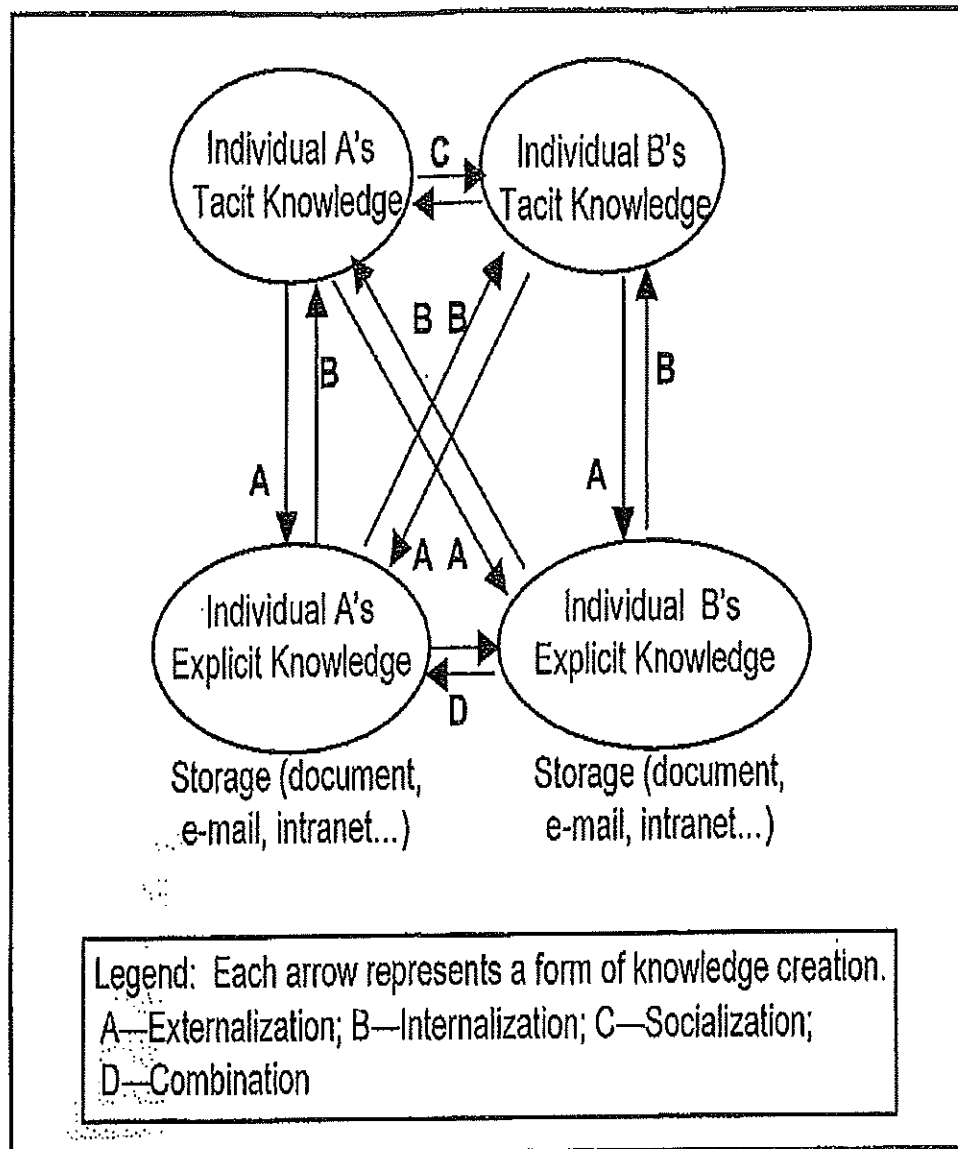 Individual A's
Tacit Knowledge
C
Individual B's
Tacit Knowledge
B B
B
B
A
A
A A
Individual A's
Explicit Knowledge
D
Individual B's
Explicit Knowledge
Storage (document,
e-mail, intranet...)
Storage (document,
e-mail, intranet...)
Legend: Each arrow represents a form of knowledge creation.
A—Externalization; B—Internalization; C—Socialization;
D—Combination